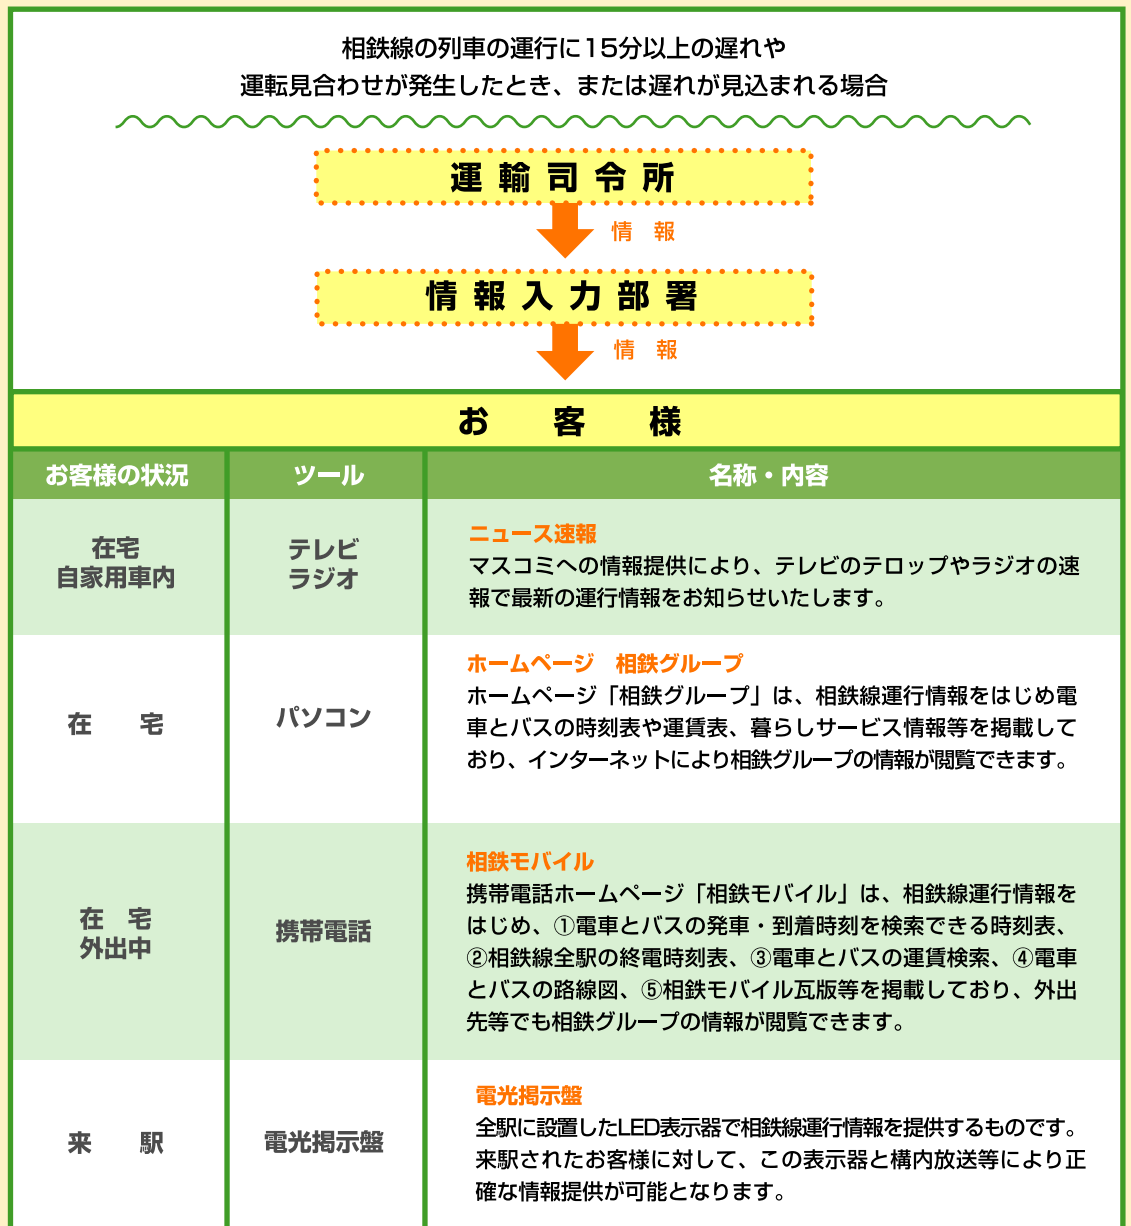 相鉄線の列車の運行に15分以上の遅れや
運転見合わせが発生したとき、または遅れが見込まれる場合
運輸司令所
情　報
情報入力部署
情　報
お　客　様
お客様の状況　ツール　名称・内容
在宅
自家用車内
テレビ
ラジオ
ニュース速報
マスコミへの情報提供により、テレビのテロップやラジオの速
報で最新の運行情報をお知らせいたします。
在　宅
パソコン
ホームページ　相鉄グループ
ホームページ「相鉄グループ」は、相鉄線運行情報をはじめ電
車とバスの時刻表や運賃表、暮らしサービス情報等を掲載して
おり、インターネットにより相鉄グループの情報が閲覧できます。
在　宅
外出中
携帯電話
相鉄モバイル
携帯電話ホームページ「相鉄モバイル」は、相鉄線運行情報を
はじめ、①電車とバスの発車・到着時刻を検索できる時刻表、
②相鉄線全駅の終電時刻表、③電車とバスの運賃検索、④電車
とバスの路線図、⑤相鉄モバイル瓦版等を掲載しており、外出
先等でも相鉄グループの情報が閲覧できます。
来　駅
電光掲示盤
電光掲示盤
全駅に設置したLED表示器で相鉄線運行情報を提供するものです。
来駅されたお客様に対して、この表示器と構内放送等により正
確な情報提供が可能となります。